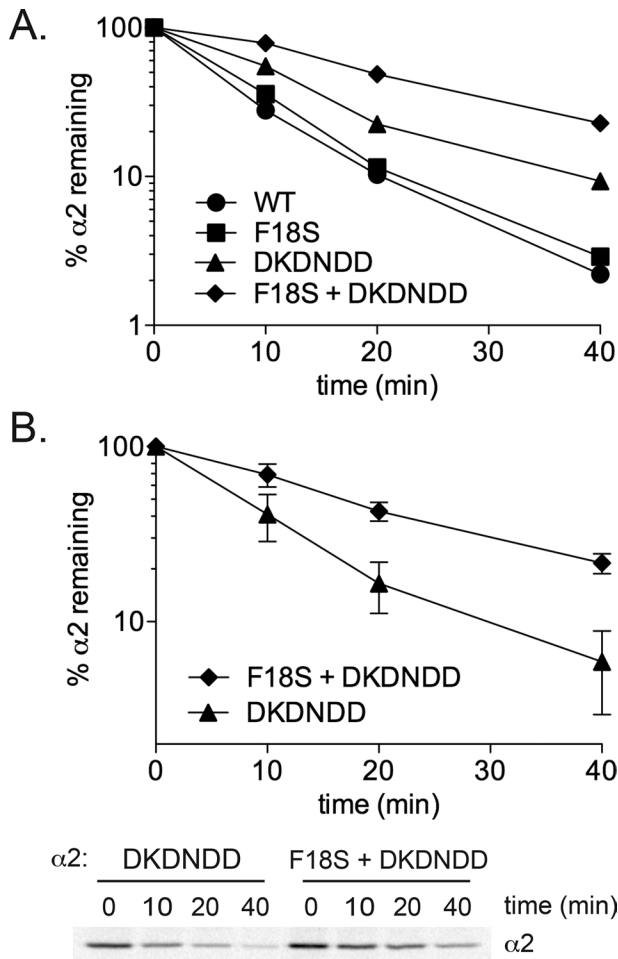 A.
100
10
1
% α2 remaining
WT
F18S
DKDNDD
F18S + DKDNDD
0 10 20 30 40
time (min)
B.
100
10
% α2 remaining
F18S + DKDNDD
DKDNDD
0 10 20 30 40
time (min)
α2: DKDNDD F18S + DKDNDD
0 10 20 40 0 10 20 40 time (min)
α2